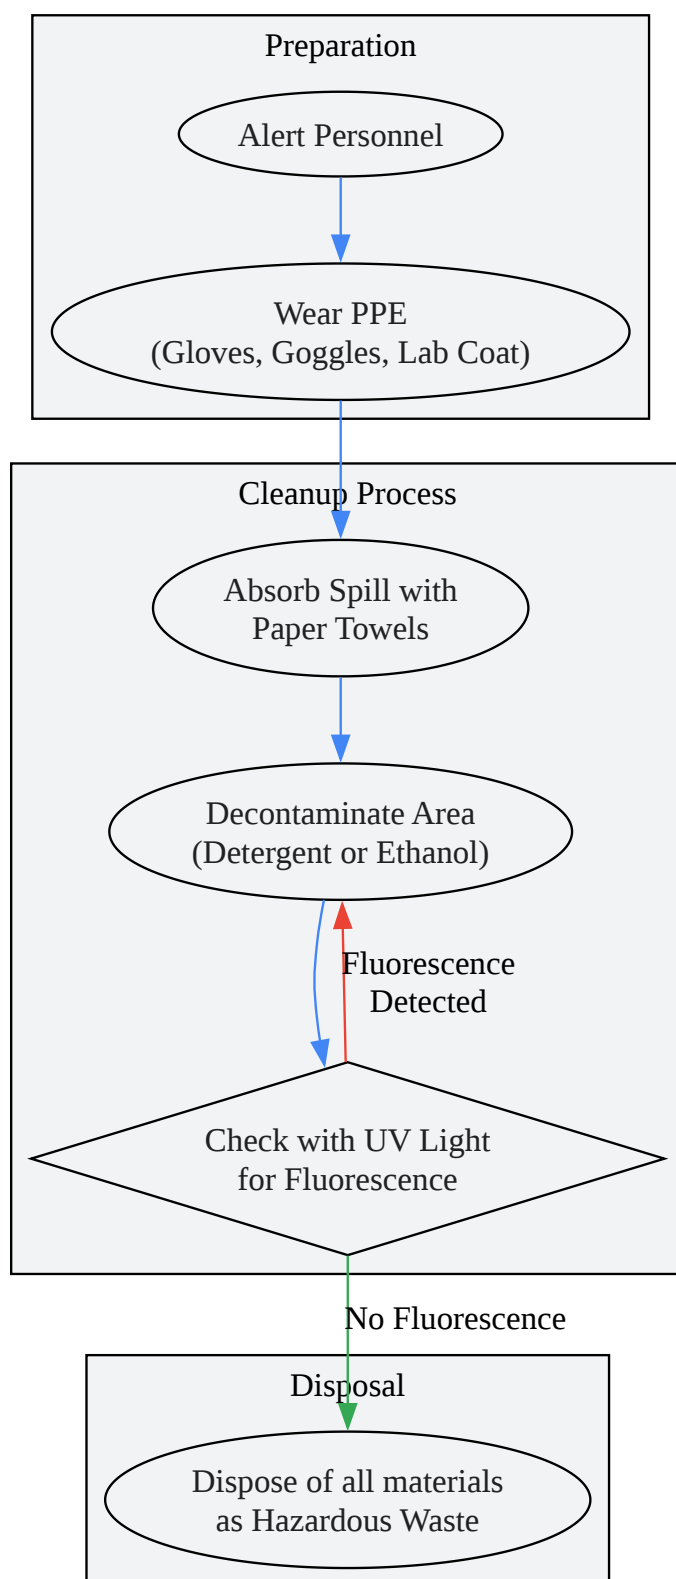 Preparation
Alert Personnel
Wear PPE
(Gloves, Goggles, Lab Coat)
Cleanup Process
Absorb Spill with
Paper Towels
Decontaminate Area
(Detergent or Ethanol)
Fluorescence
Detected
Check with UV Light
for Fluorescence
No Fluorescence
Disposal
Dispose of all materials
as Hazardous Waste